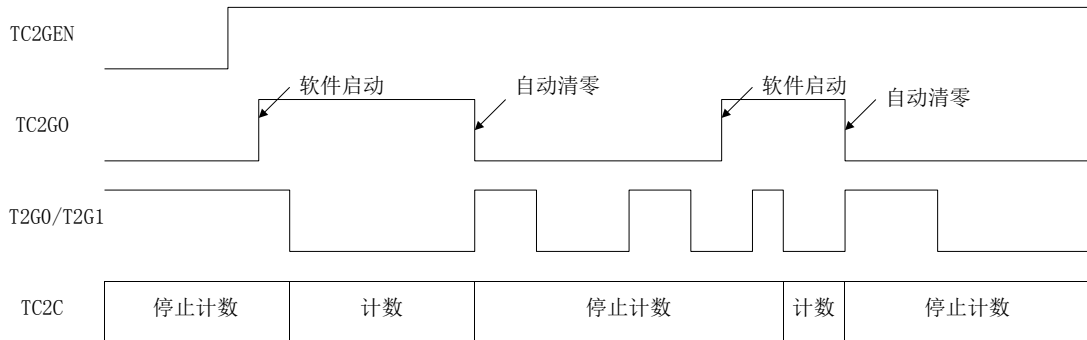 TC2GEN
软件启动
自动清零
软件启动
自动清零
TC2GO
T2G0/T2G1
TC2C
停止计数
计数
停止计数
计数
停止计数